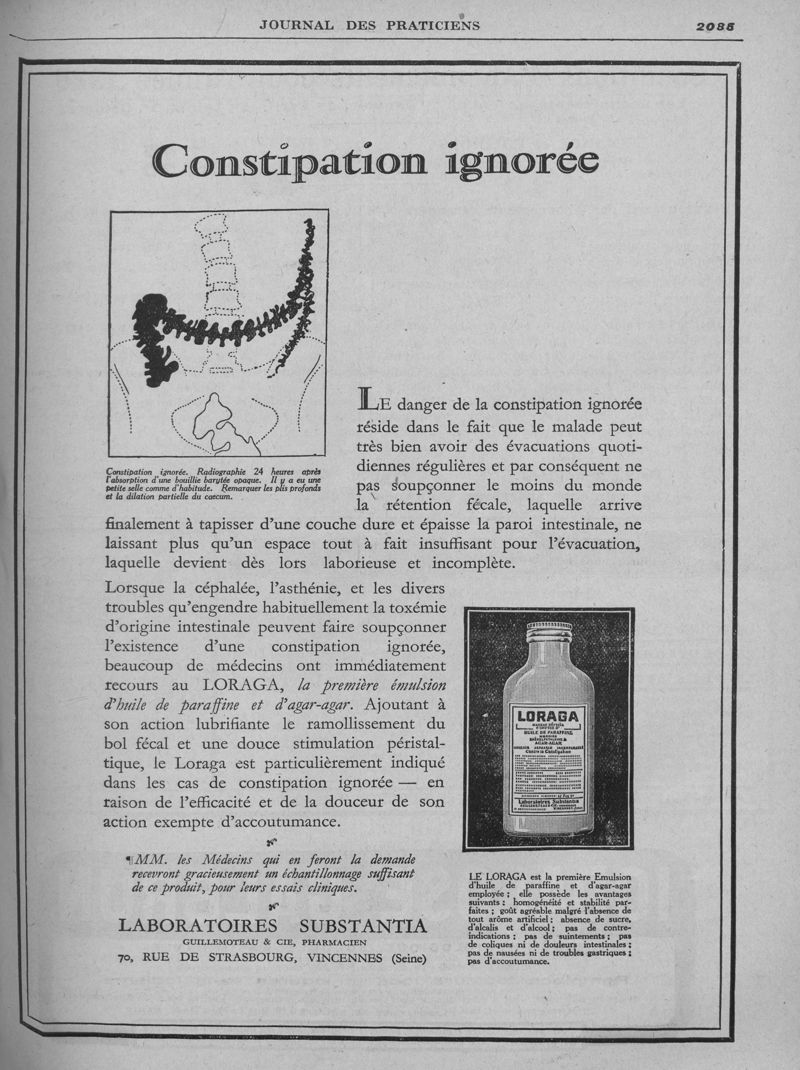 JOURNAL DES PRATICIENS
2085
Constipation ignorée
Constipation ignorée. Radiographie 24 heures après
l'absorption d'une bouillie barytée opaque. Il y a eu une
petite selle comme d'habitude. Remarquer les plis profonds
et la dilation partielle du caecum.
LE danger de la constipation ignorée
réside dans le fait que le malade peut
très bien avoir des évacuations quoti-
diennes régulières et par conséquent ne
pas soupçonner le moins du monde
la rétention fécale, laquelle arrive
finalement à tapisser d'une couche dure et épaisse la paroi intestinale, ne
laissant plus qu'un espace tout à fait insuffisant pour l'évacuation,
laquelle devient dès lors laborieuse et incomplète.
Lorsque la céphalée, l'asthénie, et les divers
troubles qu'engendre habituellement la toxémie
d'origine intestinale peuvent faire soupçonner
l'existence d'une constipation ignorée,
beaucoup de médecins ont immédiatement
recours au LORAGA, la première émulsion
d'huile de paraffine et d'agar-agar. Ajoutant à
son action lubrifiante le ramollissement du
bol fécal et une douce stimulation péristal-
tique, le Loraga est particulièrement indiqué
dans les cas de constipation ignorée — en
raison de l'efficacité et de la douceur de son
action exempte d'accoutumance.
¶ MM. les Médecins qui en feront la demande
recevront gracieusement un échantillonnage suffisant
de ce produit, pour leurs essais cliniques.
LABORATOIRES SUBSTANTIA
GUILLEMOTEAU & CIE, PHARMACIEN
70, RUE DE STRASBOURG, VINCENNES (Seine)
LORAGA
HUILE DE PARAFFINE
AGAR-AGAR
Contre la Constipation
Laboratoires Substantia
LE LORAGA est la première Emulsion
d'huile de paraffine et d'agar-agar
employée ; elle possède les avantages
suivants : homogénéité et stabilité par-
faites ; goût agréable malgré l'absence de
tout arôme artificiel ; absence de sucre,
d'alcalis et d'alcool ; pas de contre-
indications ; pas de suintements ; pas
de coliques ni de douleurs intestinales ;
pas de nausées ni de troubles gastriques ;
pas d'accoutumance.